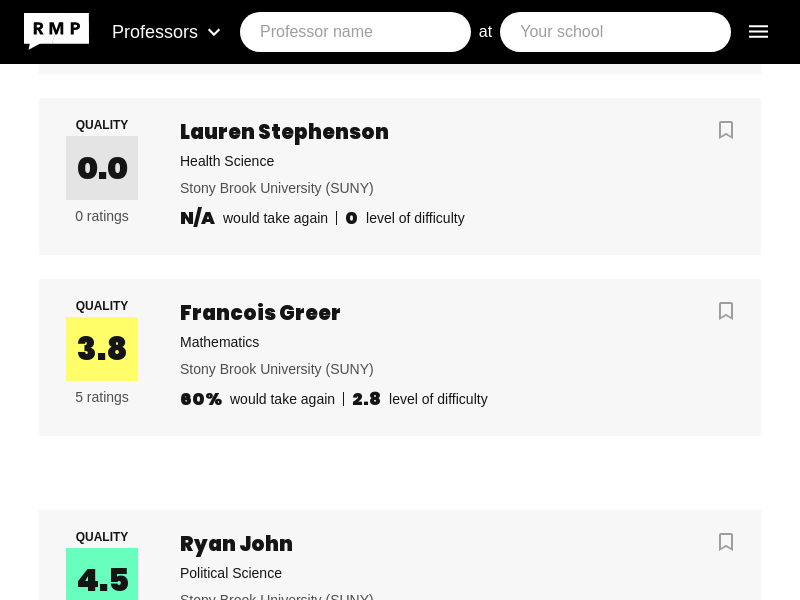 RMP
Professors
Professor name
at
Your school
QUALITY
0.0
0 ratings
Lauren Stephenson
Health Science
Stony Brook University (SUNY)
N/A would take again | 0 level of difficulty
QUALITY
3.8
5 ratings
Francois Greer
Mathematics
Stony Brook University (SUNY)
60% would take again | 2.8 level of difficulty
QUALITY
4.5
Ryan John
Political Science
Stony Brook University (SUNY)